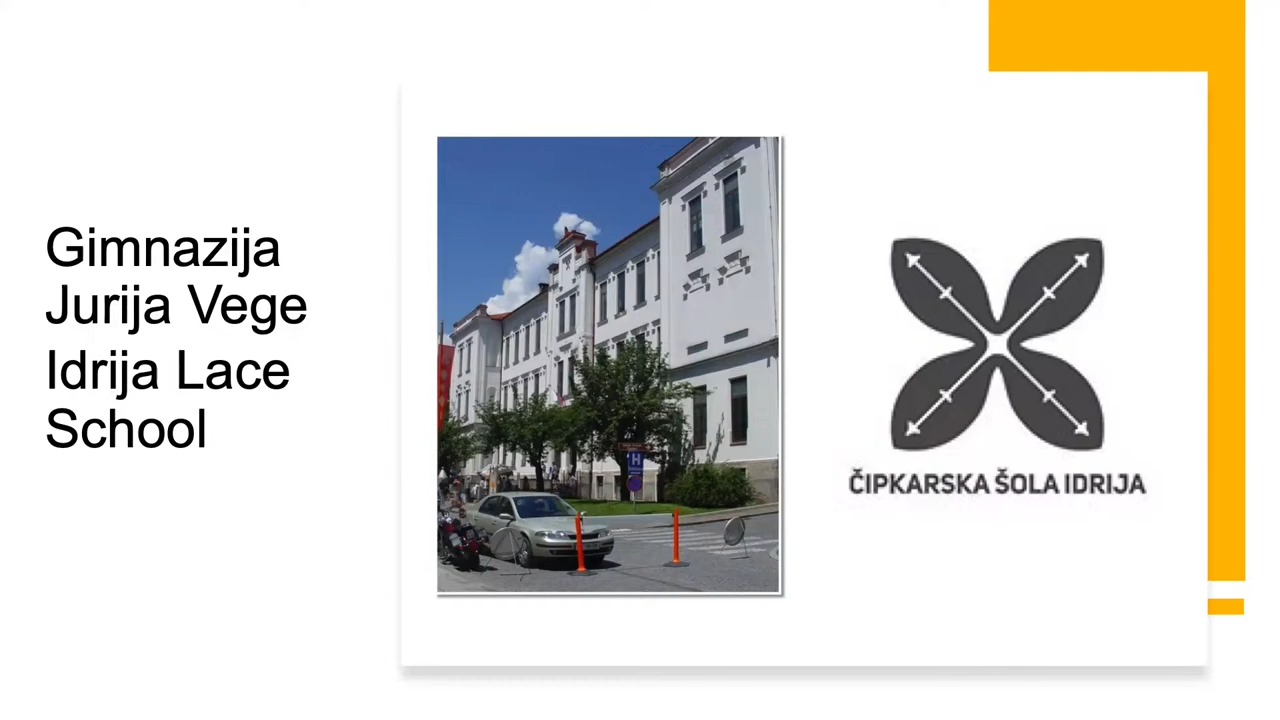 Gimnazija
Jurija Vege
Idrija Lace
School
H
ČIPKARSKA ŠOLA IDRIJA